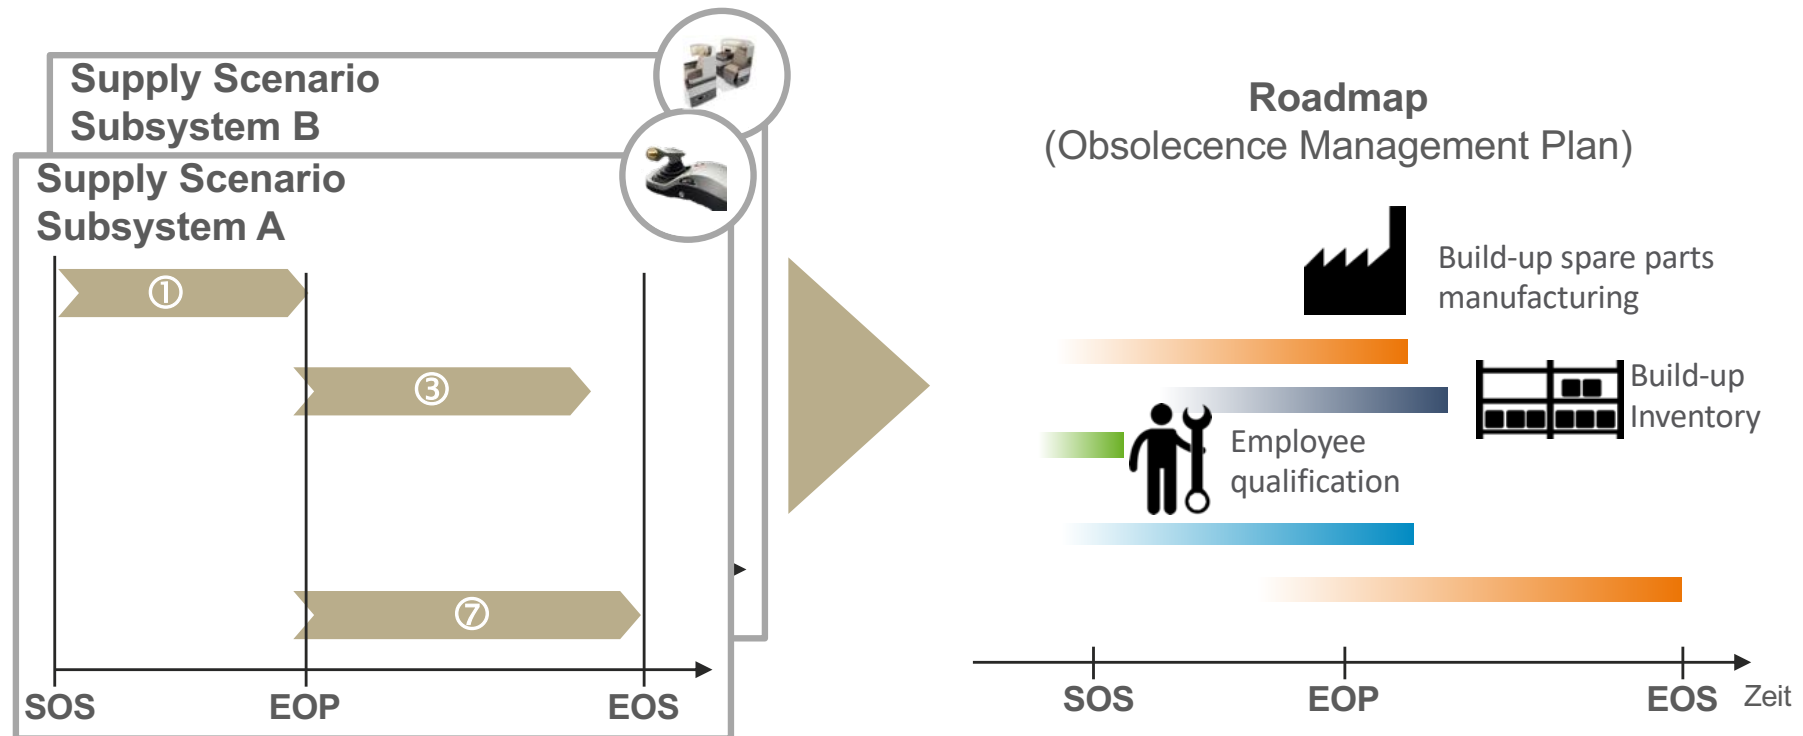 Supply Scenario
Subsystem B
Supply Scenario
Subsystem A
①
③
⑦
SOS
EOP
EOS
Roadmap
(Obsolecence Management Plan)
Build-up spare parts
manufacturing
Build-up
Inventory
Employee
qualification
SOS
EOP
EOS
Zeit